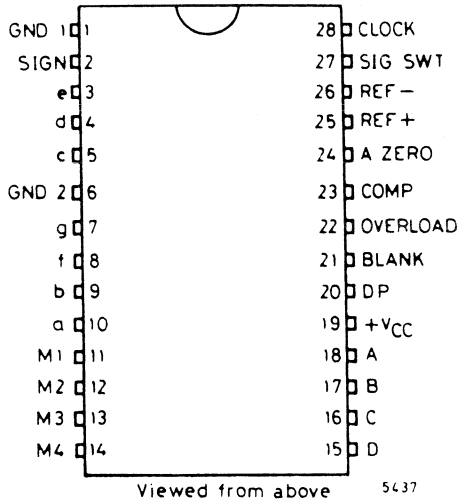 GND 1 1 28 CLOCK
SIGN 2 27 SIG SWT
e 3 26 REF −
d 4 25 REF +
c 5 24 A ZERO
GND 2 6 23 COMP
g 7 22 OVERLOAD
f 8 21 BLANK
b 9 20 DP
a 10 19 +VCC
M1 11 18 A
M2 12 17 B
M3 13 16 C
M4 14 15 D
Viewed from above 5437